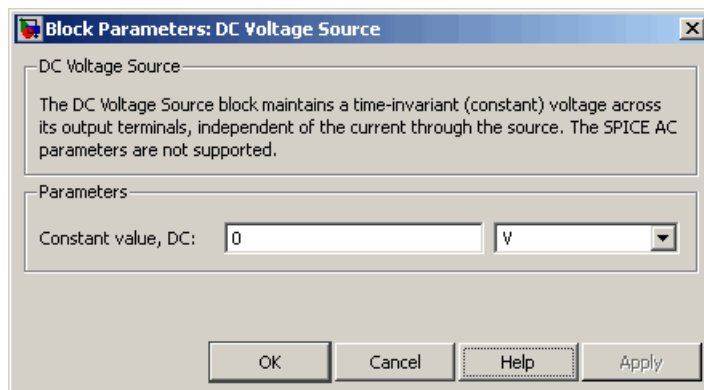 Block Parameters: DC Voltage Source
DC Voltage Source
The DC Voltage Source block maintains a time-invariant (constant) voltage across
its output terminals, independent of the current through the source. The SPICE AC
parameters are not supported.
Parameters
Constant value, DC: 0 V
OK Cancel Help Apply